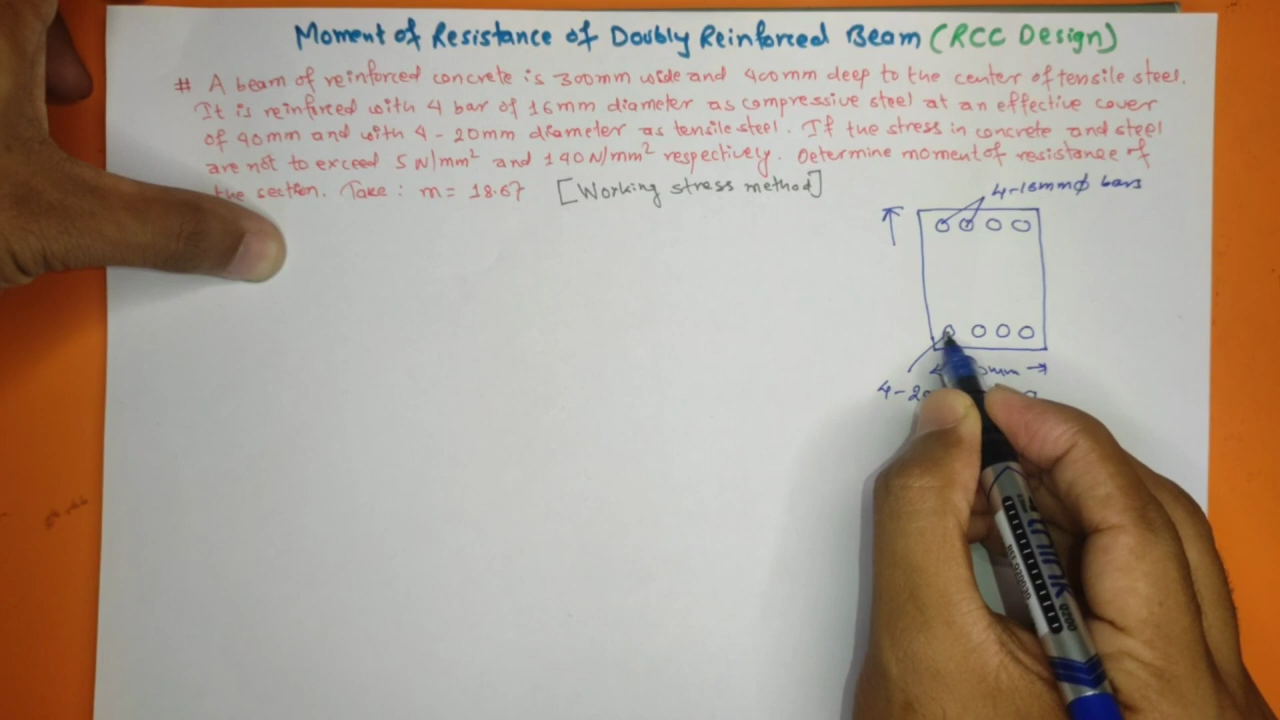 Moment of Resistance of Doubly Reinforced Beam (RCC Design)
# A beam of reinforced concrete is 300mm wide and 400mm deep to the center of tensile steel.
It is reinforced with 4 bar of 16mm diameter as compressive steel at an effective cover
of 40mm and with 4 - 20mm diameter as tensile steel. If the stress in concrete and steel
are not to exceed 5 N/mm² and 140 N/mm² respectively. Determine moment of resistance of
the section. Take : m = 18.67 [Working stress method]
4-16mmφ bars
mm
4-20